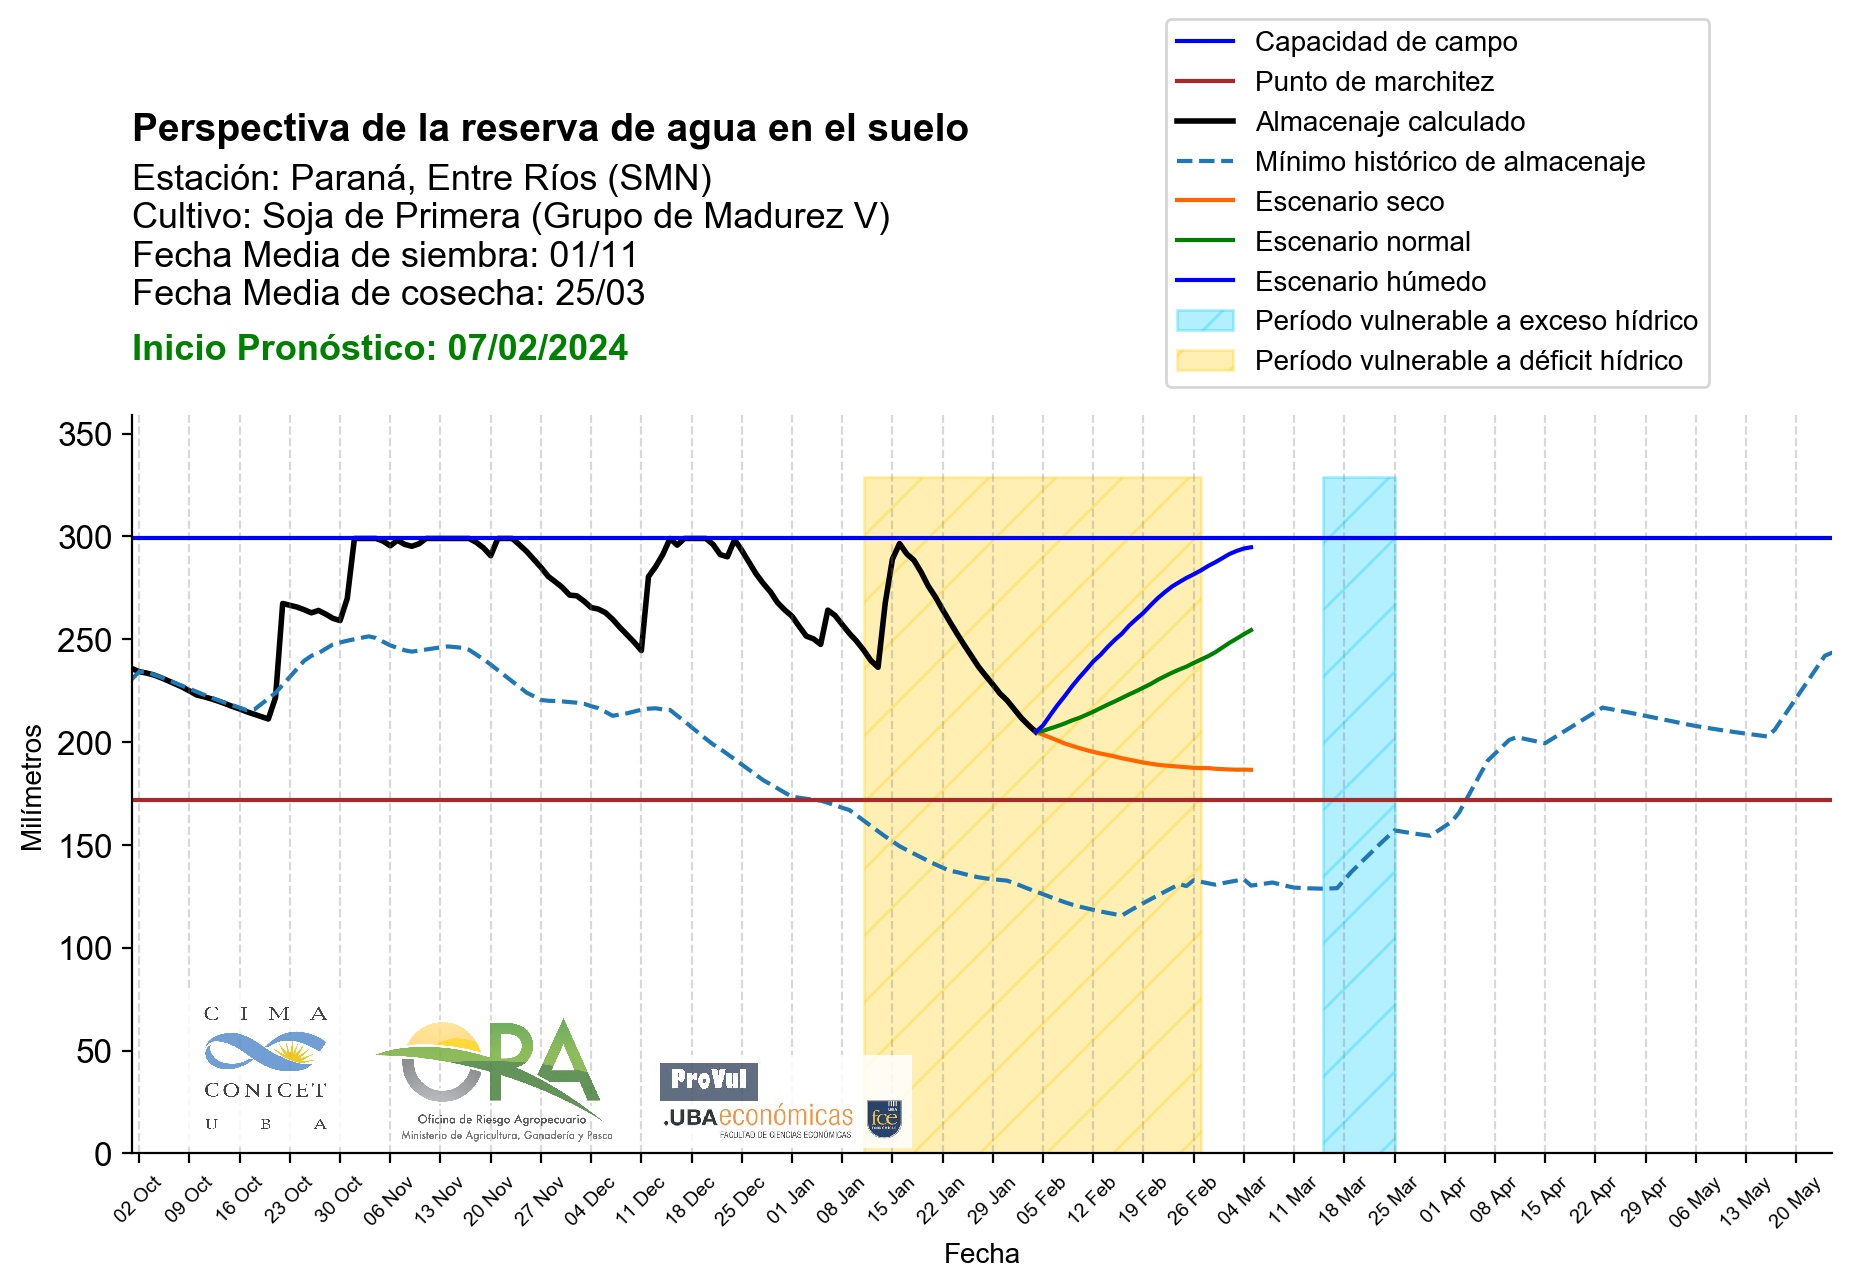 Capacidad de campo
Punto de marchitez
Almacenaje calculado
Mínimo histórico de almacenaje
Escenario seco
Escenario normal
Escenario húmedo
Período vulnerable a exceso hídrico
Período vulnerable a déficit hídrico
Perspectiva de la reserva de agua en el suelo
Estación: Paraná, Entre Ríos (SMN)
Cultivo: Soja de Primera (Grupo de Madurez V)
Fecha Media de siembra: 01/11
Fecha Media de cosecha: 25/03
Inicio Pronóstico: 07/02/2024
Milímetros
350
300
250
200
150
100
50
0
CIMA
CONICET
UBA
ORA
Oficina de Riesgo Agropecuario
Ministerio de Agricultura, Ganadería y Pesca
ProVul
.UBAeconómicas
FACULTAD DE CIENCIAS ECONÓMICAS
fce
02 Oct
09 Oct
16 Oct
23 Oct
30 Oct
06 Nov
13 Nov
20 Nov
27 Nov
04 Dec
11 Dec
18 Dec
25 Dec
01 Jan
08 Jan
15 Jan
22 Jan
29 Jan
05 Feb
12 Feb
19 Feb
26 Feb
04 Mar
11 Mar
18 Mar
25 Mar
01 Apr
08 Apr
15 Apr
22 Apr
29 Apr
06 May
13 May
20 May
Fecha